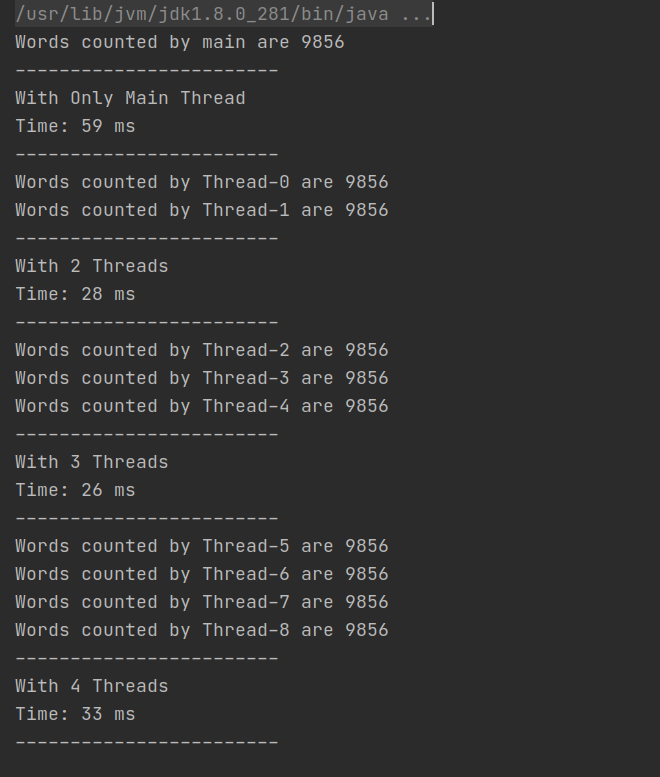 /usr/lib/jvm/jdk1.8.0_281/bin/java ...
Words counted by main are 9856
------------------------
With Only Main Thread
Time: 59 ms
------------------------
Words counted by Thread-0 are 9856
Words counted by Thread-1 are 9856
------------------------
With 2 Threads
Time: 28 ms
------------------------
Words counted by Thread-2 are 9856
Words counted by Thread-3 are 9856
Words counted by Thread-4 are 9856
------------------------
With 3 Threads
Time: 26 ms
------------------------
Words counted by Thread-5 are 9856
Words counted by Thread-6 are 9856
Words counted by Thread-7 are 9856
Words counted by Thread-8 are 9856
------------------------
With 4 Threads
Time: 33 ms
------------------------